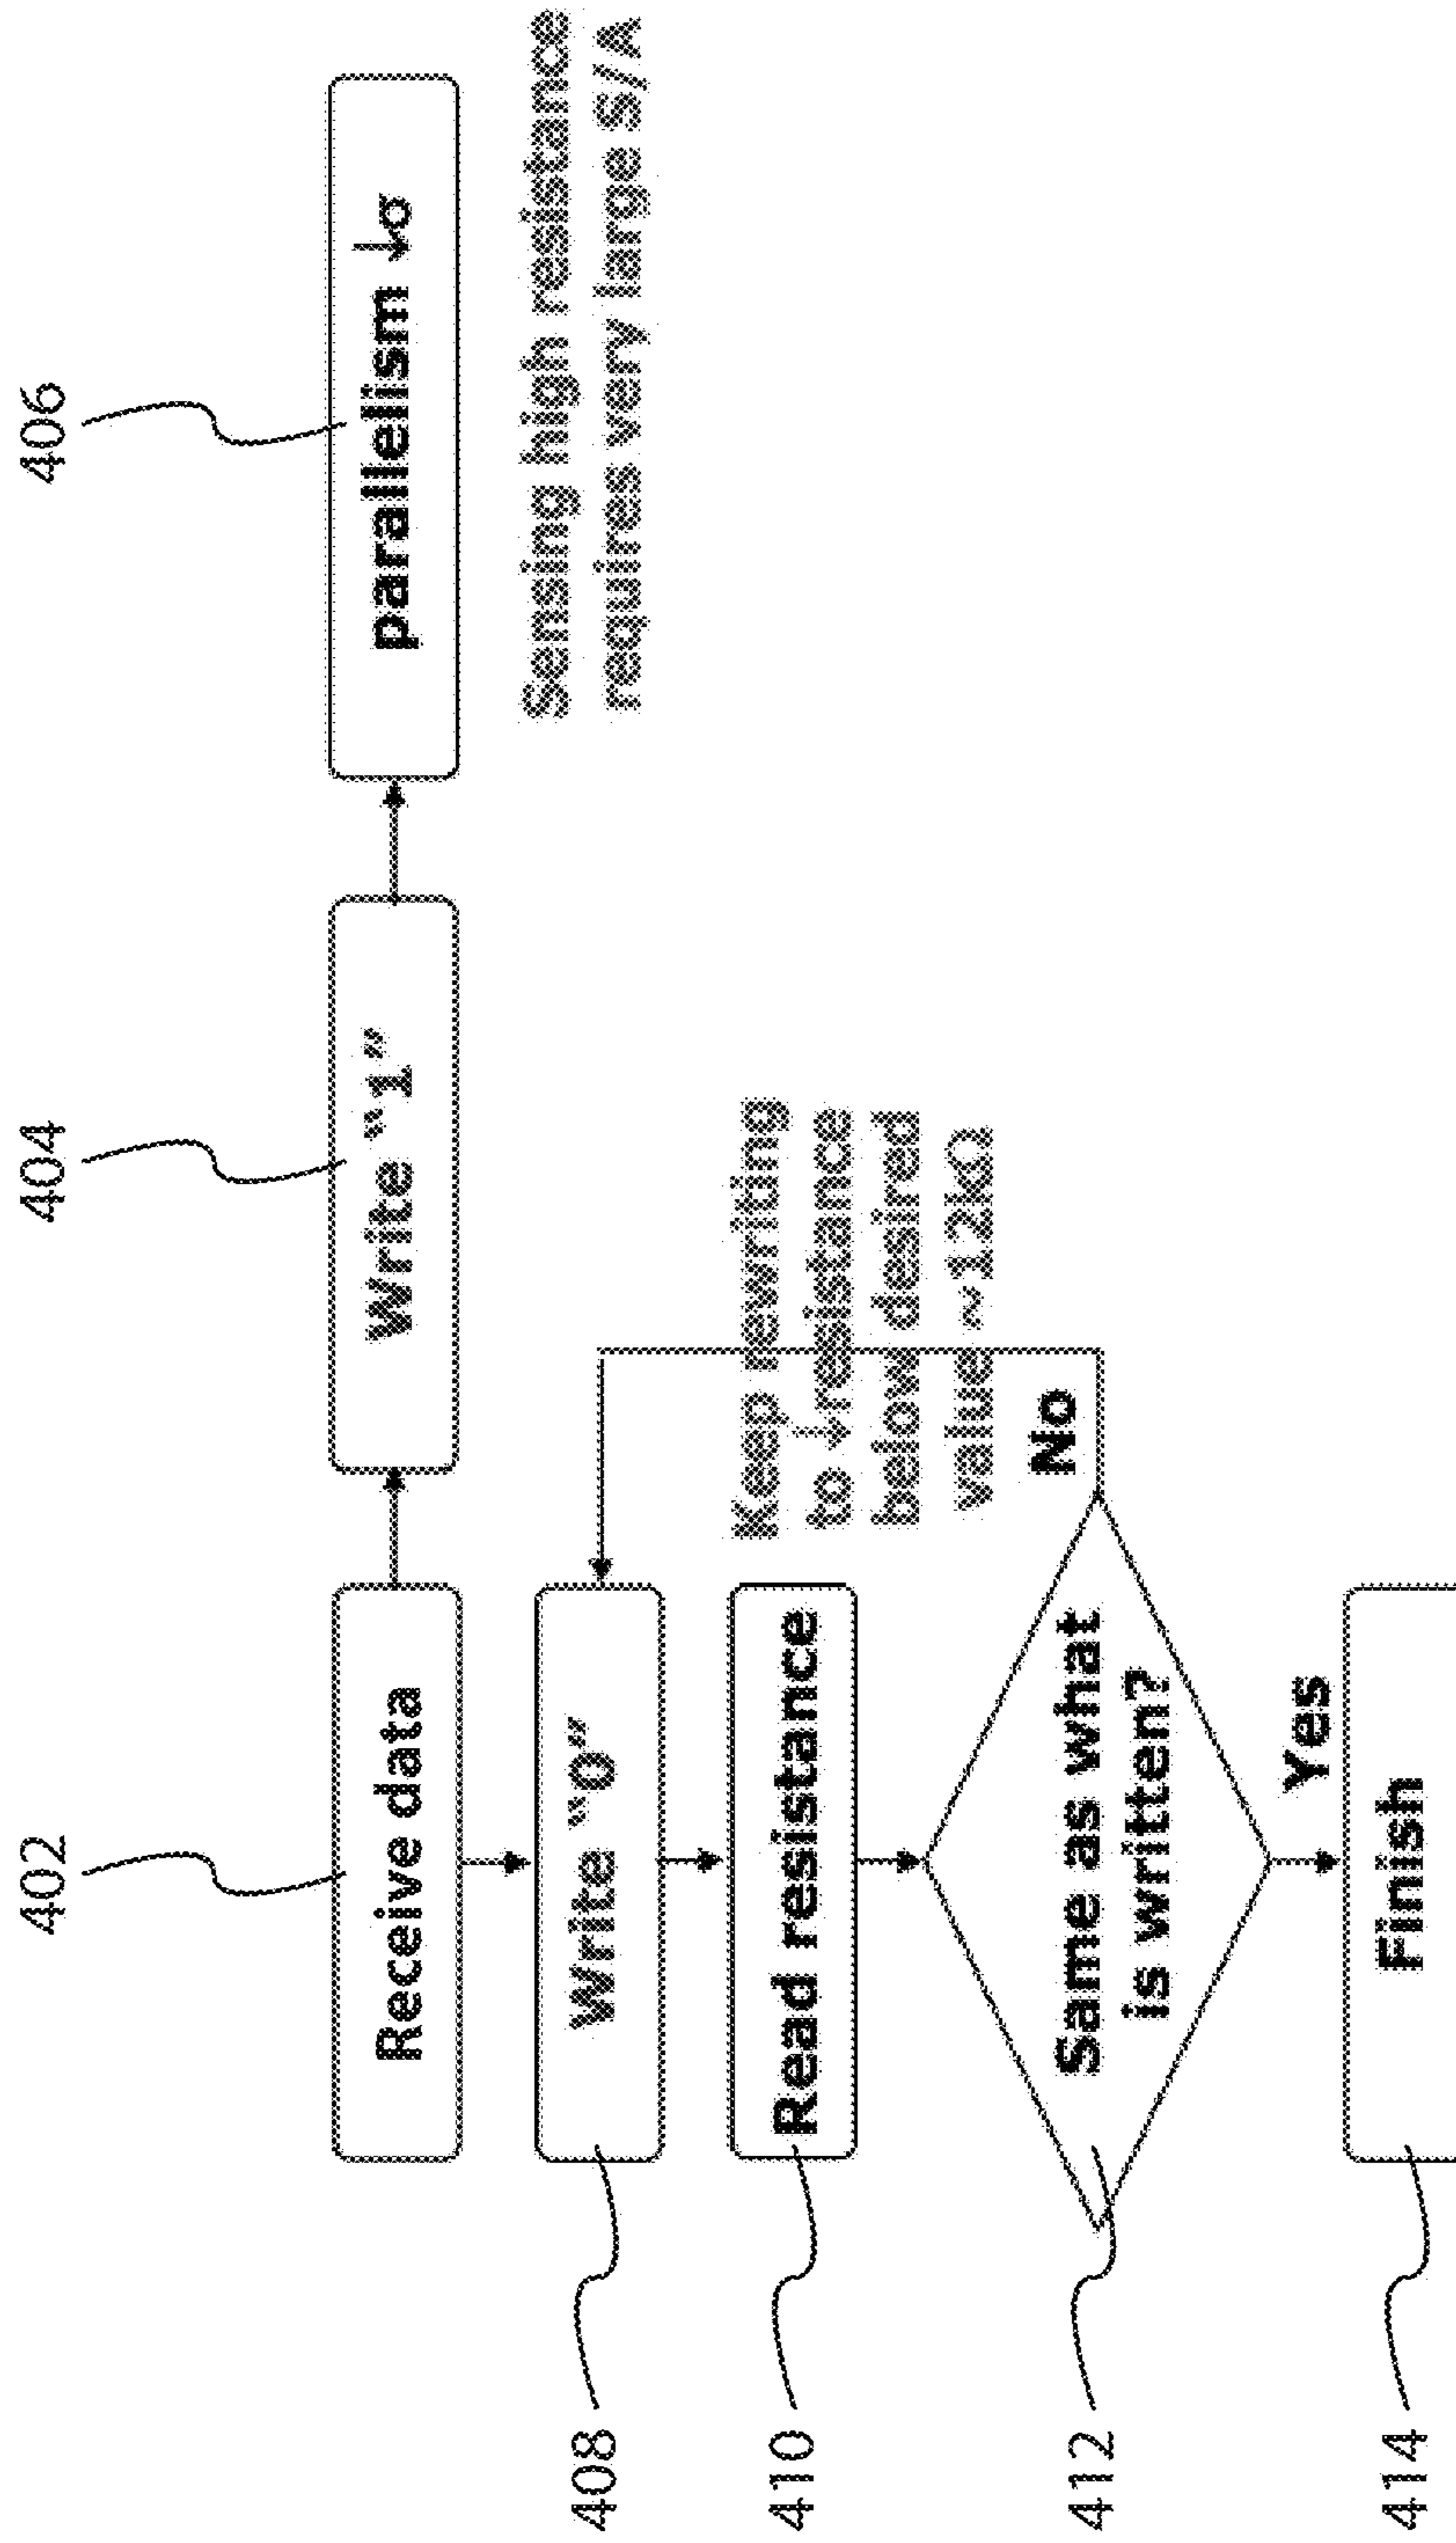 402
404
406
Receive data
Write "1"
parallelism ↓σ
Sensing high resistance
requires very large S/A
408
Write "0"
Keep rewriting
to ↓resistance
below desired
value ~12kΩ
410
Read resistance
No
412
Same as what
is written?
Yes
414
Finish